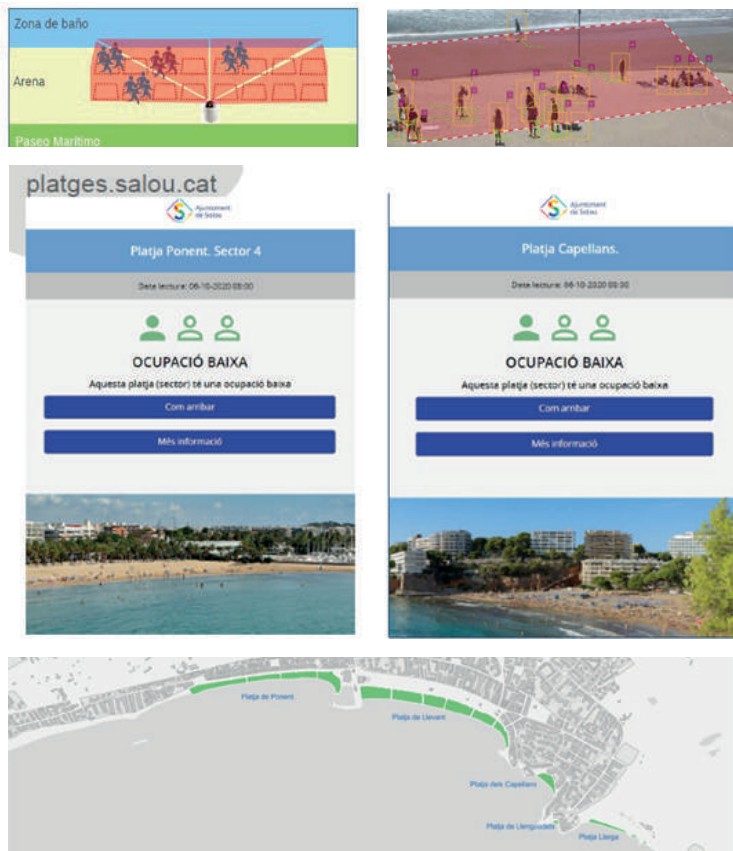 Zona de baño
Arena
Paseo Marítimo
platges.salou.cat
Ajuntament
de Salou
Platja Ponent. Sector 4
Data lectura: 06-10-2020 08:00
OCUPACIÓ BAIXA
Aquesta platja (sector) té una ocupació baixa
Com arribar
Més informació
Ajuntament
de Salou
Platja Capellans.
Data lectura: 06-10-2020 08:00
OCUPACIÓ BAIXA
Aquesta platja (sector) té una ocupació baixa
Com arribar
Més informació
Platja de Ponent
Platja de Llevant
Platja dels Capellans
Platja de Llenguadets
Platja Llarga